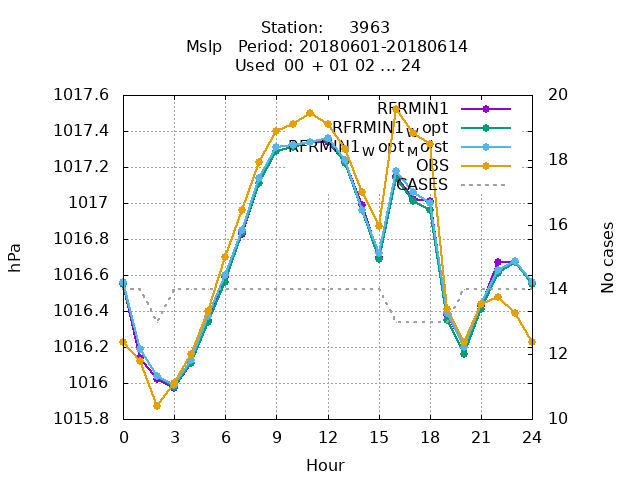 Station: 3963
Mslp Period: 20180601-20180614
Used 00 + 01 02 ... 24
1017.6
1017.4
1017.2
1017
1016.8
1016.6
1016.4
1016.2
1016
1015.8
hPa
RFRMIN1
RFRMIN1Wopt
RFRMIN1WoptMorst
OBS
CASES
20
18
16
14
12
10
No cases
0 3 6 9 12 15 18 21 24
Hour